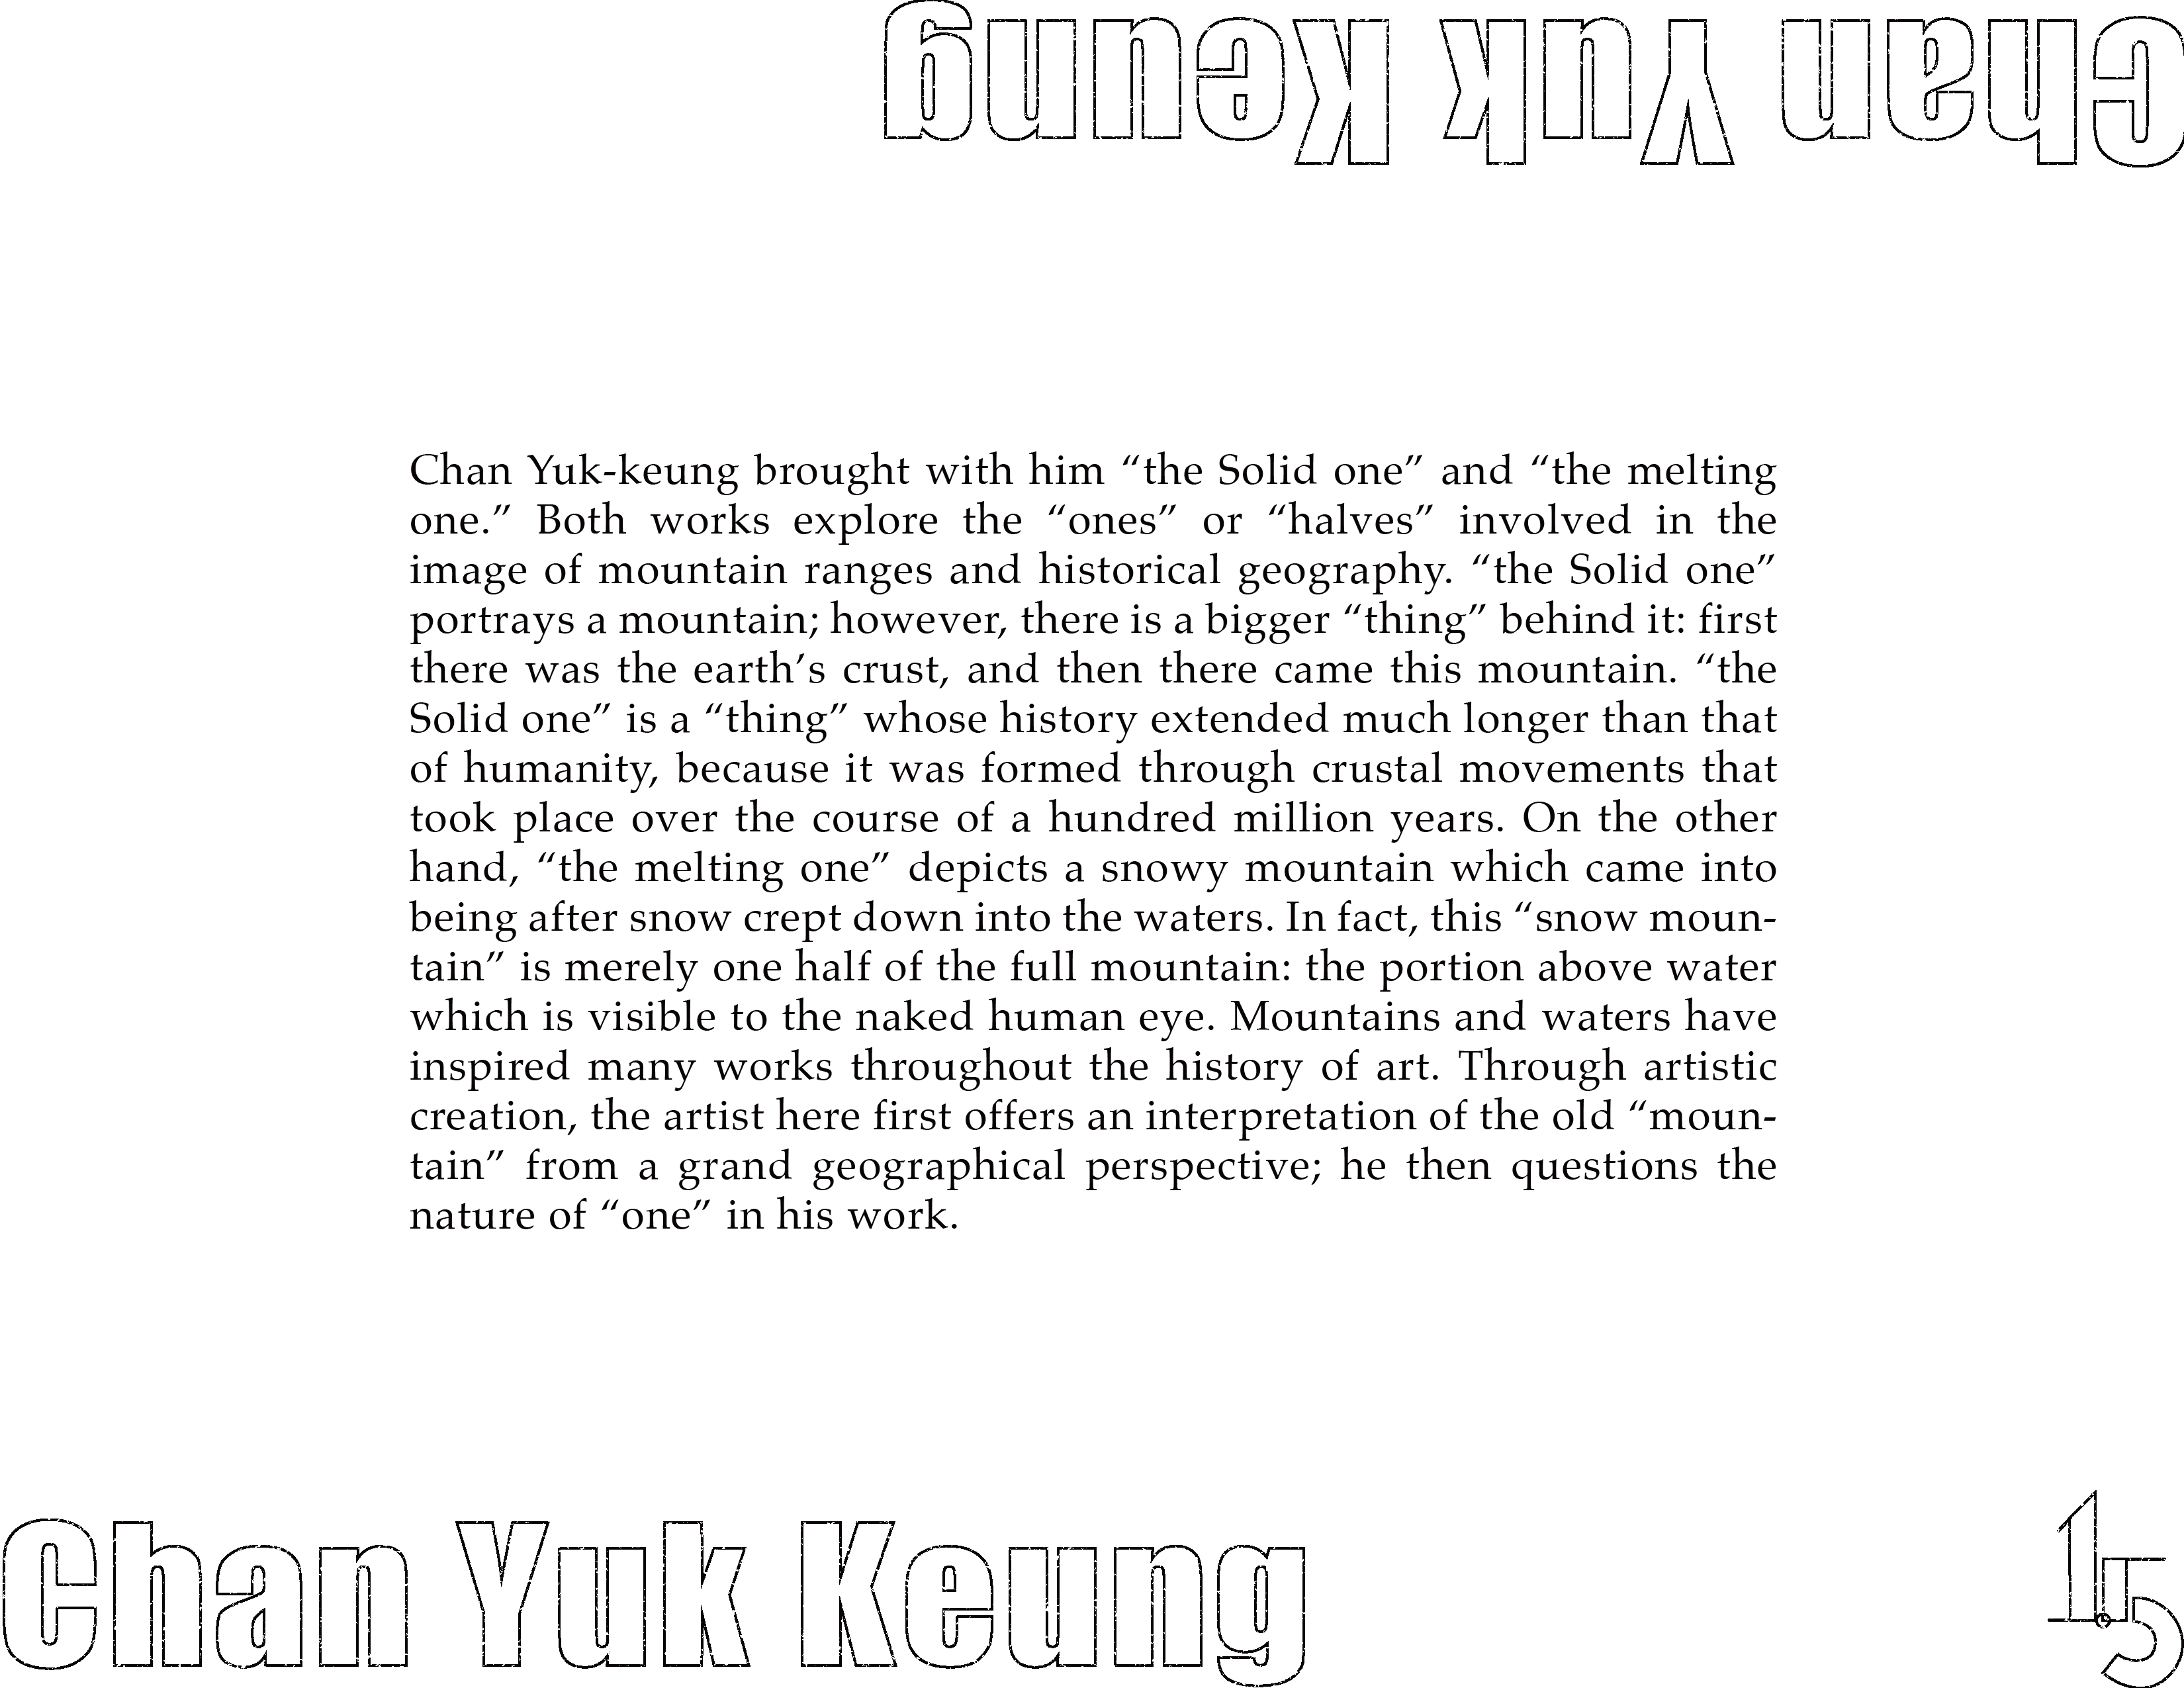 Chan Yuk Keung
Chan Yuk-keung brought with him “the Solid one” and “the melting
one.” Both works explore the “ones” or “halves” involved in the
image of mountain ranges and historical geography. “the Solid one”
portrays a mountain; however, there is a bigger “thing” behind it: first
there was the earth’s crust, and then there came this mountain. “the
Solid one” is a “thing” whose history extended much longer than that
of humanity, because it was formed through crustal movements that
took place over the course of a hundred million years. On the other
hand, “the melting one” depicts a snowy mountain which came into
being after snow crept down into the waters. In fact, this “snow moun-
tain” is merely one half of the full mountain: the portion above water
which is visible to the naked human eye. Mountains and waters have
inspired many works throughout the history of art. Through artistic
creation, the artist here first offers an interpretation of the old “moun-
tain” from a grand geographical perspective; he then questions the
nature of “one” in his work.
Chan Yuk Keung
1.5